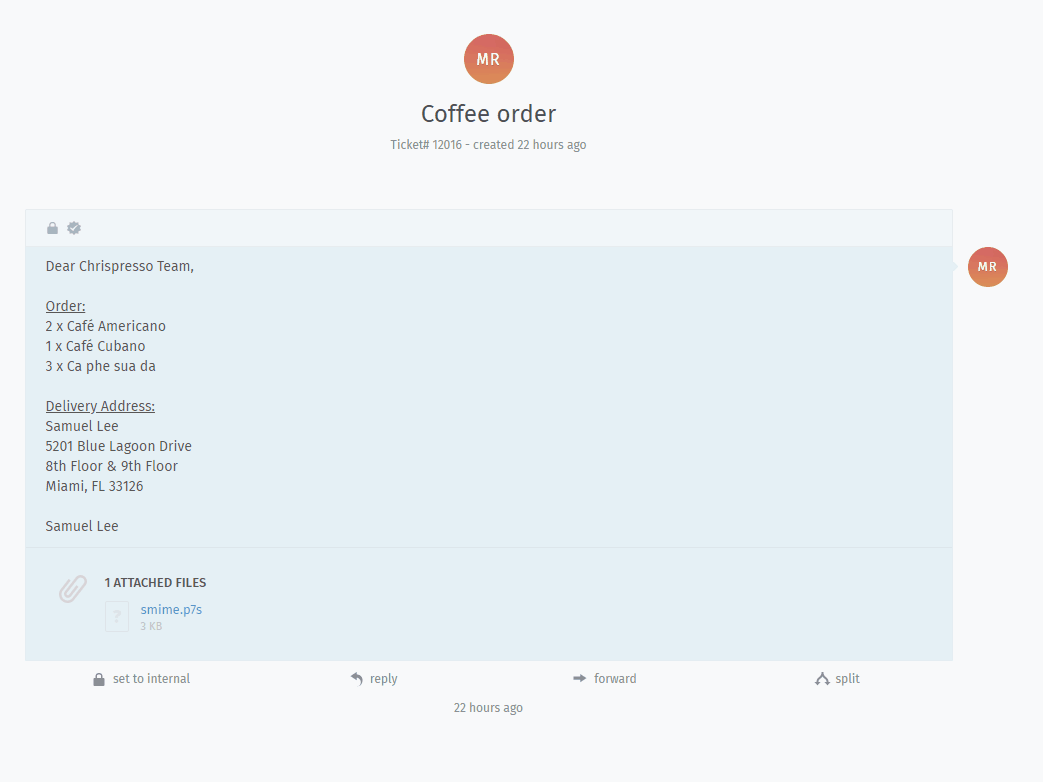 MR
Coffee order
Ticket# 12016 - created 22 hours ago
MR
Dear Chrispresso Team,
Order:
2 x Café Americano
1 x Café Cubano
3 x Ca phe sua da
Delivery Address:
Samuel Lee
5201 Blue Lagoon Drive
8th Floor & 9th Floor
Miami, FL 33126
Samuel Lee
1 ATTACHED FILES
?
smime.p7s
3 KB
set to internal
reply
forward
split
22 hours ago